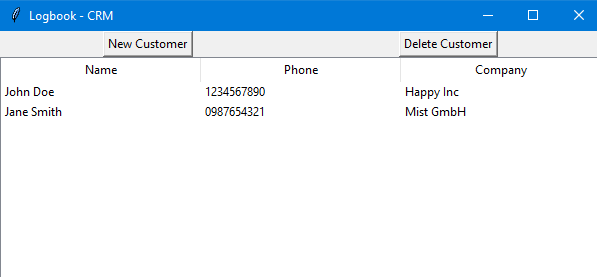 Logbook - CRM
New Customer Delete Customer
Name Phone Company
John Doe 1234567890 Happy Inc
Jane Smith 0987654321 Mist GmbH